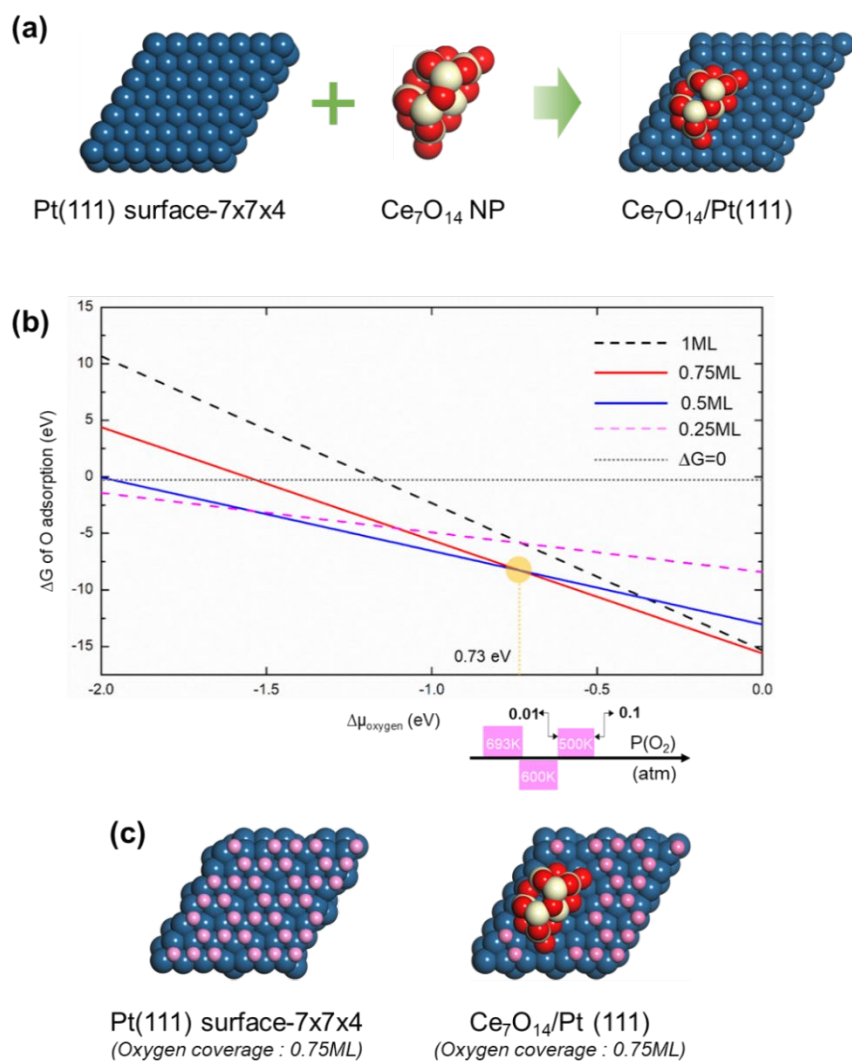 (a)
Pt(111) surface-7x7x4
Ce₇O₁₄ NP
Ce₇O₁₄/Pt(111)
(b)
ΔG of O adsorption (eV)
15
10
5
0
-5
-10
-15
1ML
0.75ML
0.5ML
0.25ML
ΔG=0
0.73 eV
-2.0
-1.5
-1.0
-0.5
0.0
Δμoxygen (eV)
0.01
0.1
693K
500K
P(O₂)
600K
(atm)
(c)
Pt(111) surface-7x7x4
(Oxygen coverage : 0.75ML)
Ce₇O₁₄/Pt (111)
(Oxygen coverage : 0.75ML)